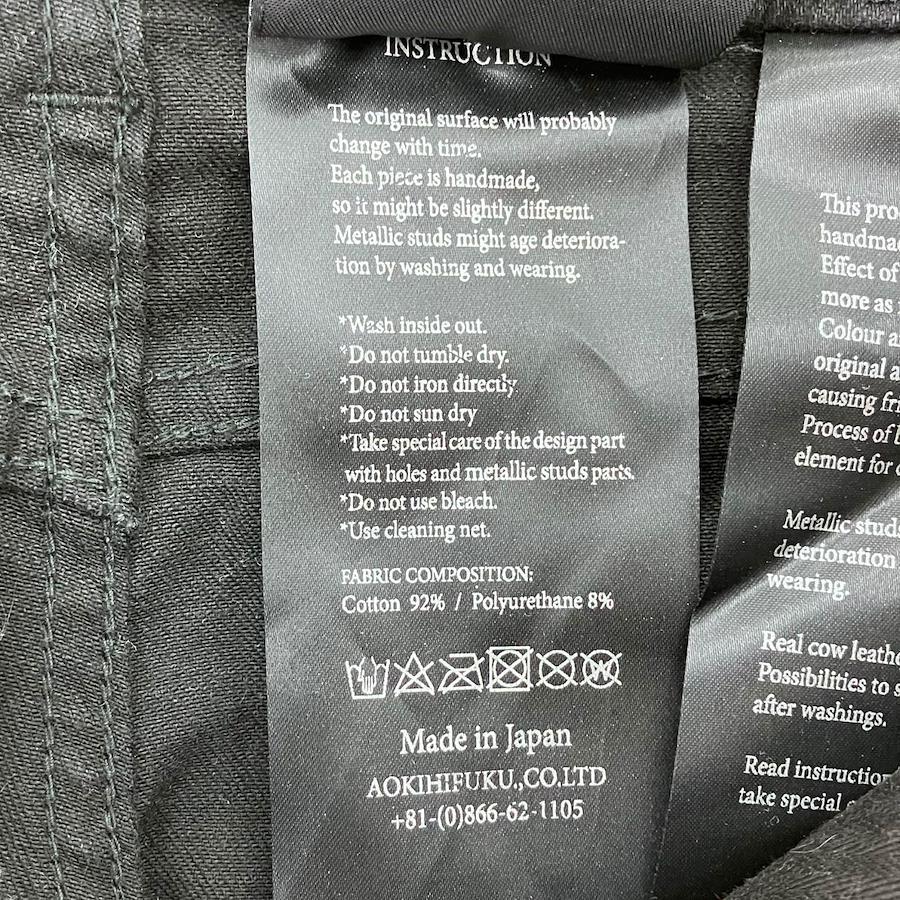 INSTRUCTION
The original surface will probably
change with time.
Each piece is handmade,
so it might be slightly different.
Metallic studs might age deteriora-
tion by washing and wearing.
*Wash inside out.
*Do not tumble dry.
*Do not iron directly.
*Do not sun dry
*Take special care of the design part
with holes and metallic studs parts.
*Do not use bleach.
*Use cleaning net.
FABRIC COMPOSITION:
Cotton 92% / Polyurethane 8%
W
Made in Japan
AOKIHIFUKU.,CO.LTD
+81-(0)866-62-1105
This
Effect of
more as
Colour
original
causing
Process of
element for
Metallic studs
deterioration
wearing.
Real cow
Possibilities to
after washings.
Read
take special